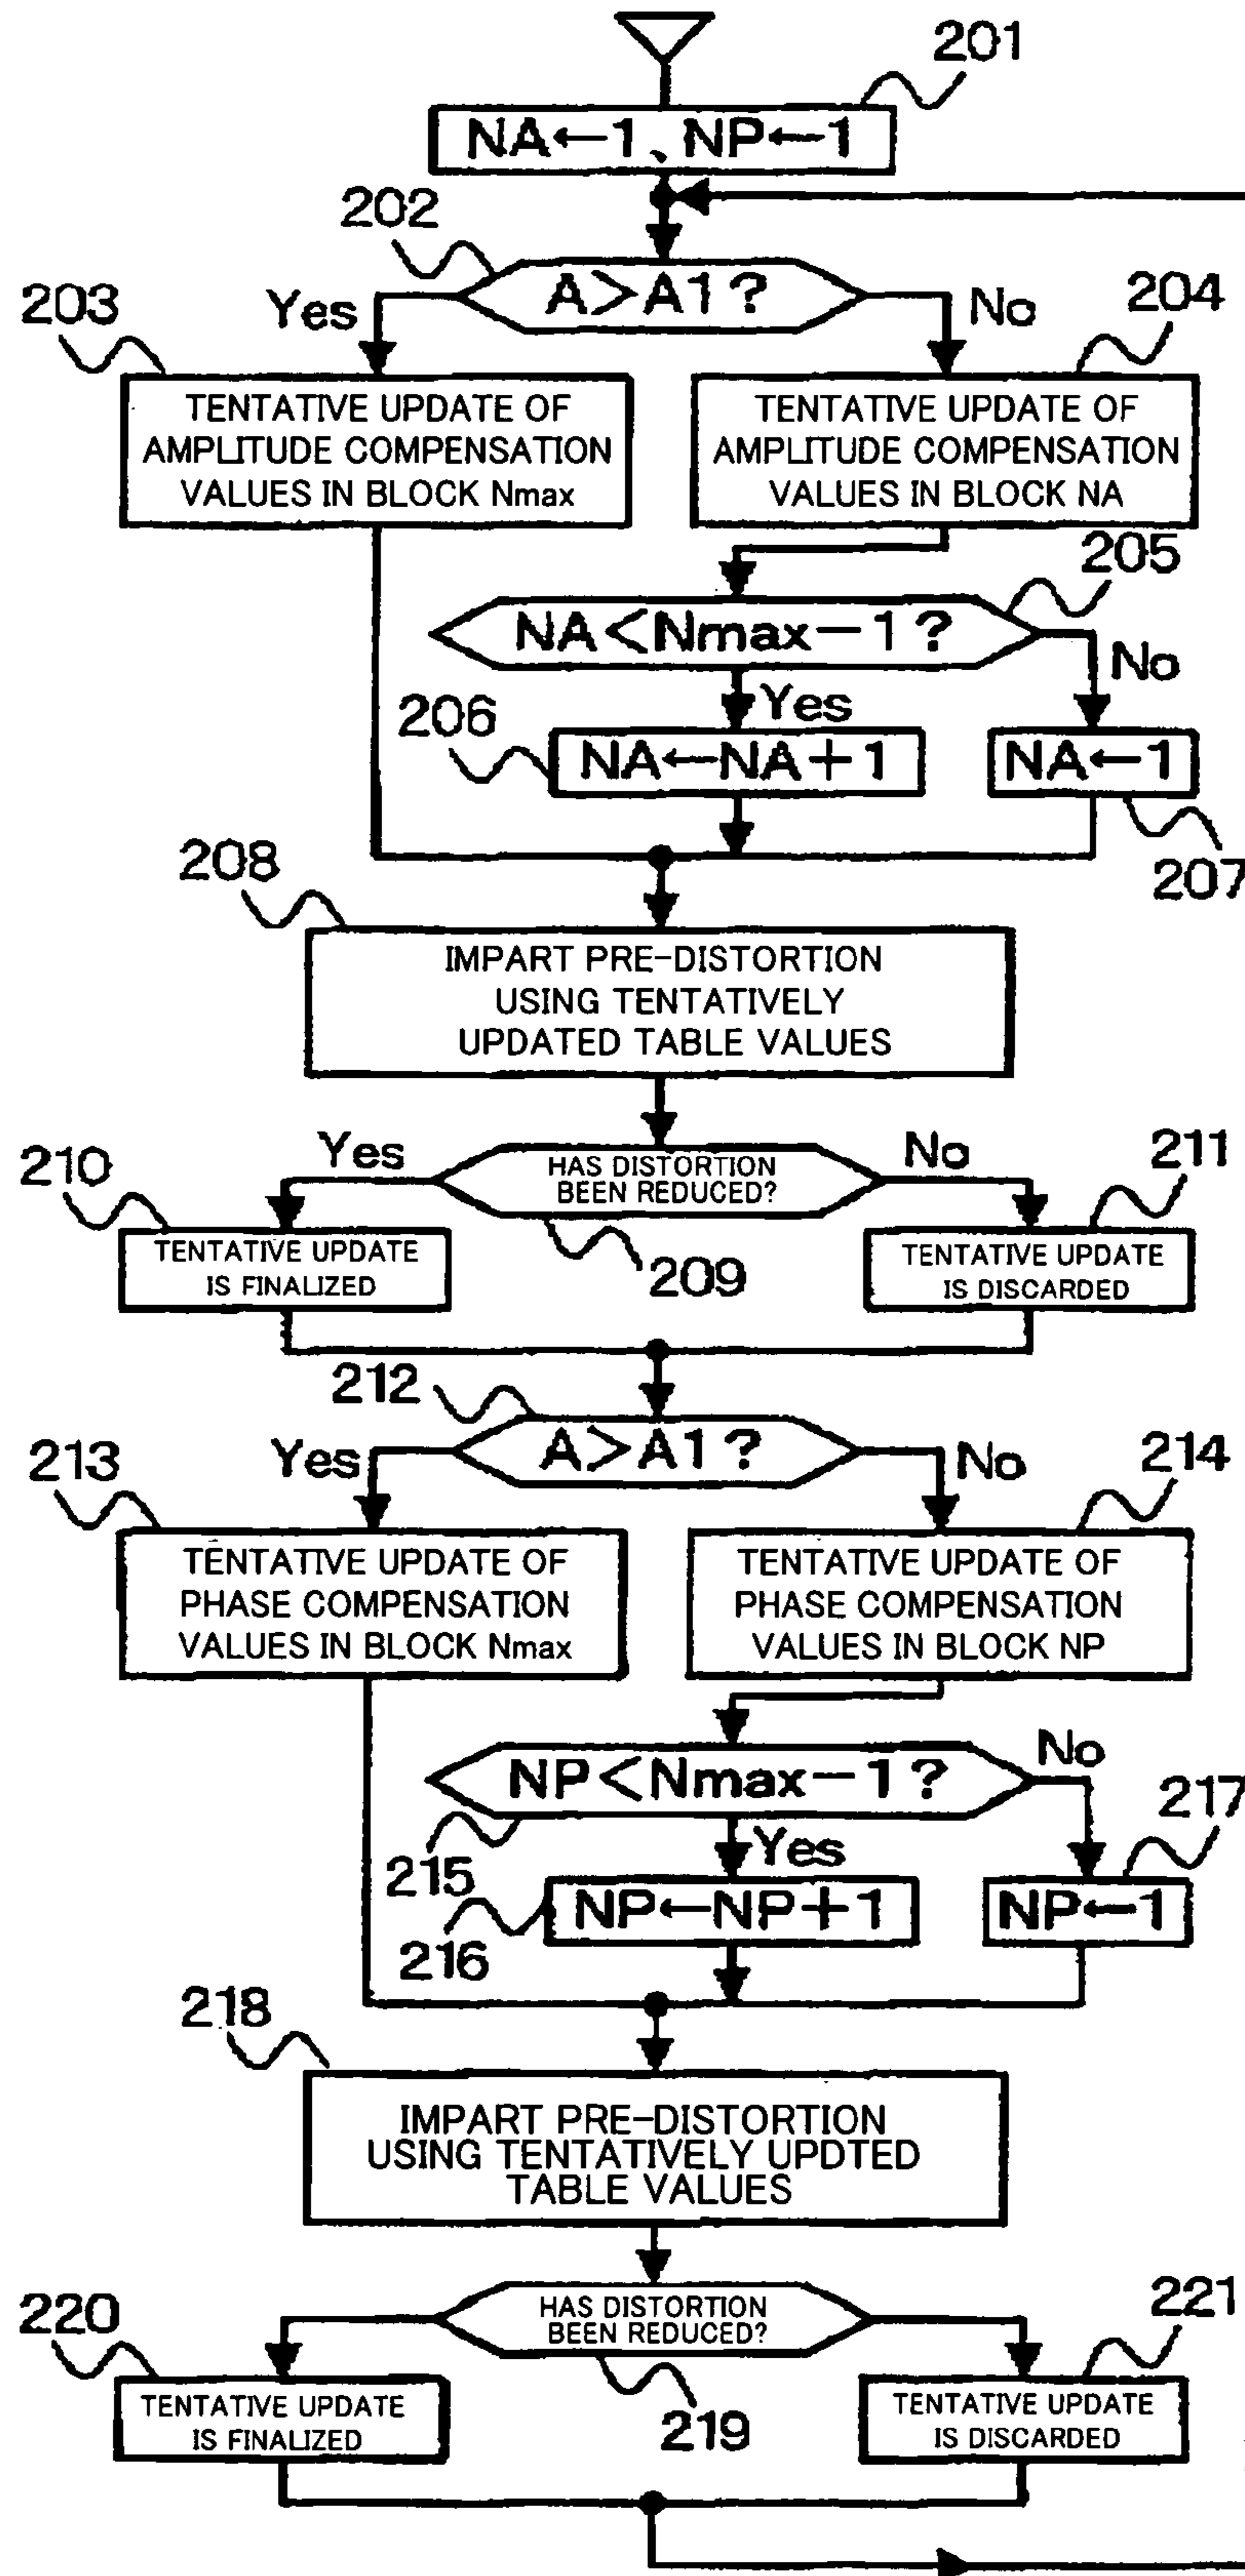 201
NA←1、NP←1
202
A>A1?
Yes
No
203
204
TENTATIVE UPDATE OF
AMPLITUDE COMPENSATION
VALUES IN BLOCK Nmax
TENTATIVE UPDATE OF
AMPLITUDE COMPENSATION
VALUES IN BLOCK NA
205
NA<Nmax-1?
Yes
No
206
NA←NA+1
NA←1
207
208
IMPART PRE-DISTORTION
USING TENTATIVELY
UPDATED TABLE VALUES
Yes
No
HAS DISTORTION
BEEN REDUCED?
209
210
211
TENTATIVE UPDATE
IS FINALIZED
TENTATIVE UPDATE
IS DISCARDED
212
A>A1?
Yes
No
213
214
TENTATIVE UPDATE OF
PHASE COMPENSATION
VALUES IN BLOCK Nmax
TENTATIVE UPDATE OF
PHASE COMPENSATION
VALUES IN BLOCK NP
NP<Nmax-1?
No
215
Yes
217
216
NP←NP+1
NP←1
218
IMPART PRE-DISTORTION
USING TENTATIVELY UPDTED
TABLE VALUES
HAS DISTORTION
BEEN REDUCED?
219
220
221
TENTATIVE UPDATE
IS FINALIZED
TENTATIVE UPDATE
IS DISCARDED